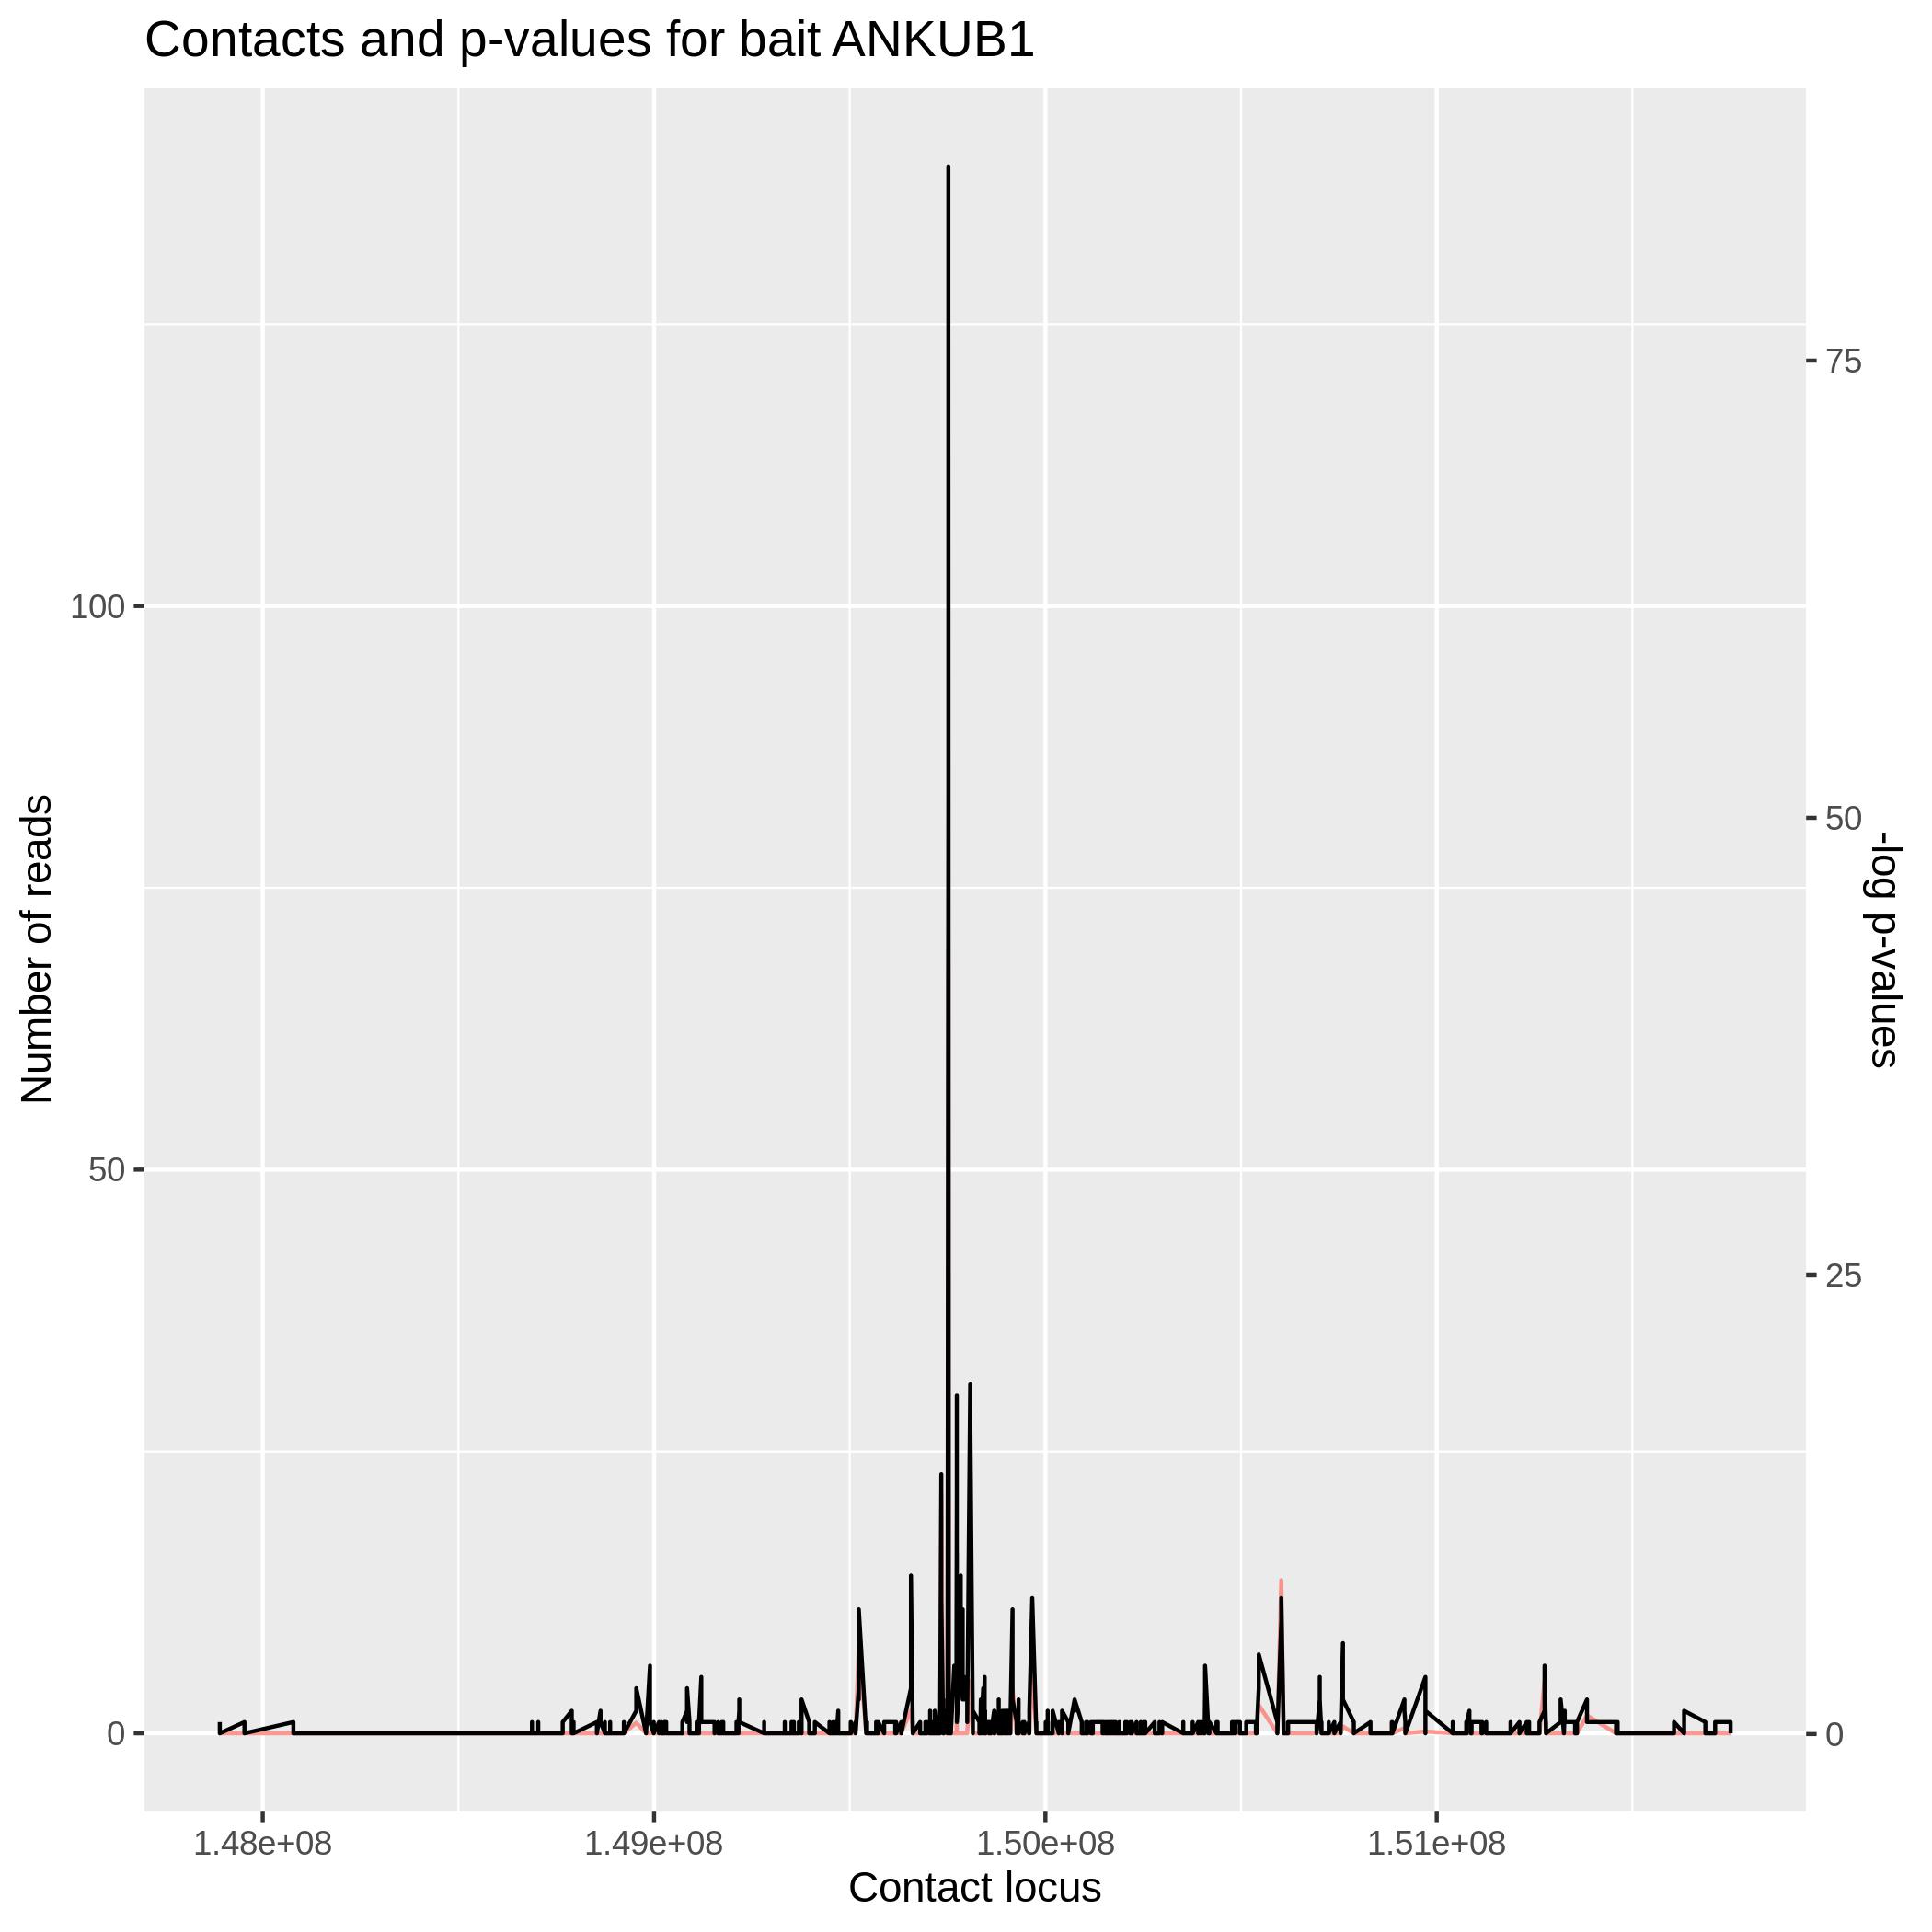 Contacts and p-values for bait ANKUB1
Number of reads
100
50
0
75
50
25
0
-log p-values
1.48e+08
1.49e+08
1.50e+08
1.51e+08
Contact locus